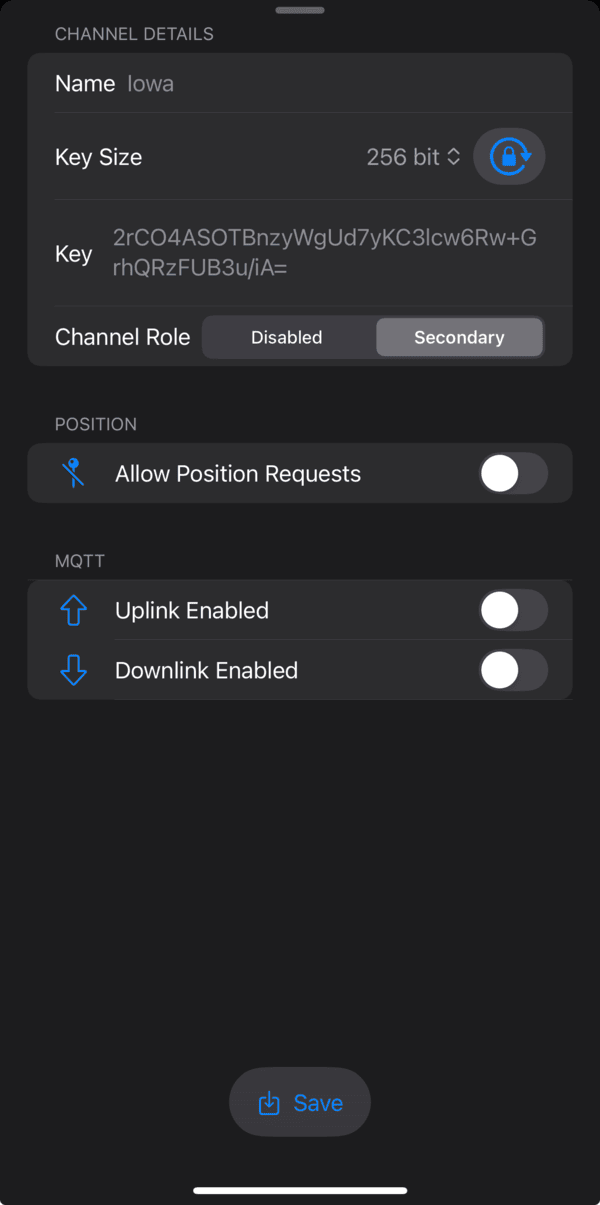 CHANNEL DETAILS
Name Iowa
Key Size 256 bit
2rCO4ASOTBnzyWgUd7yKC3lcw6Rw+G
Key
rhQRzFUB3u/iA=
Channel Role Disabled Secondary
POSITION
Allow Position Requests
MQTT
Uplink Enabled
Downlink Enabled
Save